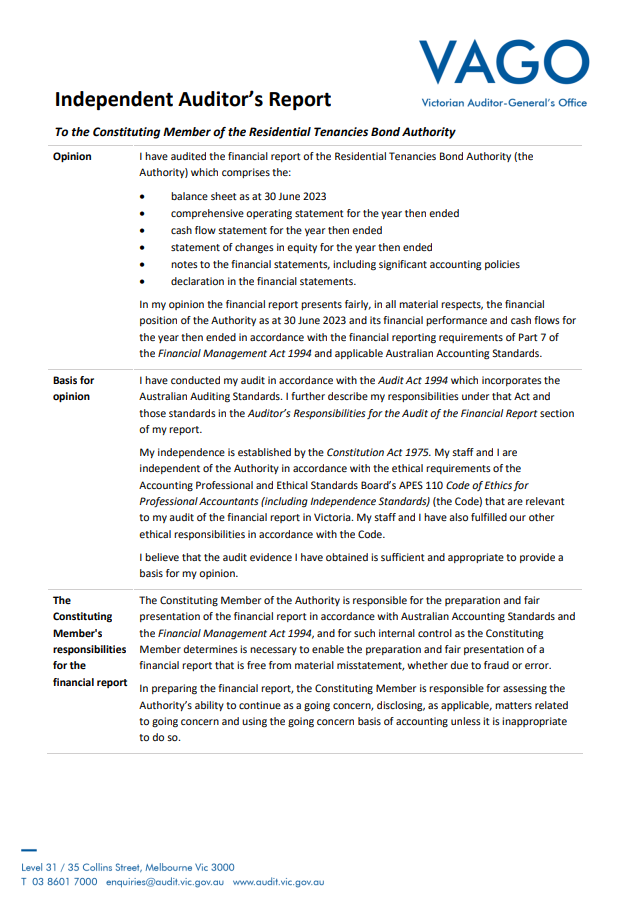 VAGO
Victorian Auditor-General's Office
Independent Auditor's Report
To the Constituting Member of the Residential Tenancies Bond Authority
Opinion
I have audited the financial report of the Residential Tenancies Bond Authority (the
Authority) which comprises the:
• balance sheet as at 30 June 2023
• comprehensive operating statement for the year then ended
• cash flow statement for the year then ended
• statement of changes in equity for the year then ended
• notes to the financial statements, including significant accounting policies
• declaration in the financial statements.
In my opinion the financial report presents fairly, in all material respects, the financial
position of the Authority as at 30 June 2023 and its financial performance and cash flows for
the year then ended in accordance with the financial reporting requirements of Part 7 of
the Financial Management Act 1994 and applicable Australian Accounting Standards.
Basis for
opinion
I have conducted my audit in accordance with the Audit Act 1994 which incorporates the
Australian Auditing Standards. I further describe my responsibilities under that Act and
those standards in the Auditor's Responsibilities for the Audit of the Financial Report section
of my report.
My independence is established by the Constitution Act 1975. My staff and I are
independent of the Authority in accordance with the ethical requirements of the
Accounting Professional and Ethical Standards Board's APES 110 Code of Ethics for
Professional Accountants (including Independence Standards) (the Code) that are relevant
to my audit of the financial report in Victoria. My staff and I have also fulfilled our other
ethical responsibilities in accordance with the Code.
I believe that the audit evidence I have obtained is sufficient and appropriate to provide a
basis for my opinion.
The
Constituting
Member's
responsibilities
for the
financial report
The Constituting Member of the Authority is responsible for the preparation and fair
presentation of the financial report in accordance with Australian Accounting Standards and
the Financial Management Act 1994, and for such internal control as the Constituting
Member determines is necessary to enable the preparation and fair presentation of a
financial report that is free from material misstatement, whether due to fraud or error.
In preparing the financial report, the Constituting Member is responsible for assessing the
Authority's ability to continue as a going concern, disclosing, as applicable, matters related
to going concern and using the going concern basis of accounting unless it is inappropriate
to do so.
Level 31 / 35 Collins Street, Melbourne Vic 3000
T 03 8601 7000 enquiries@audit.vic.gov.au www.audit.vic.gov.au